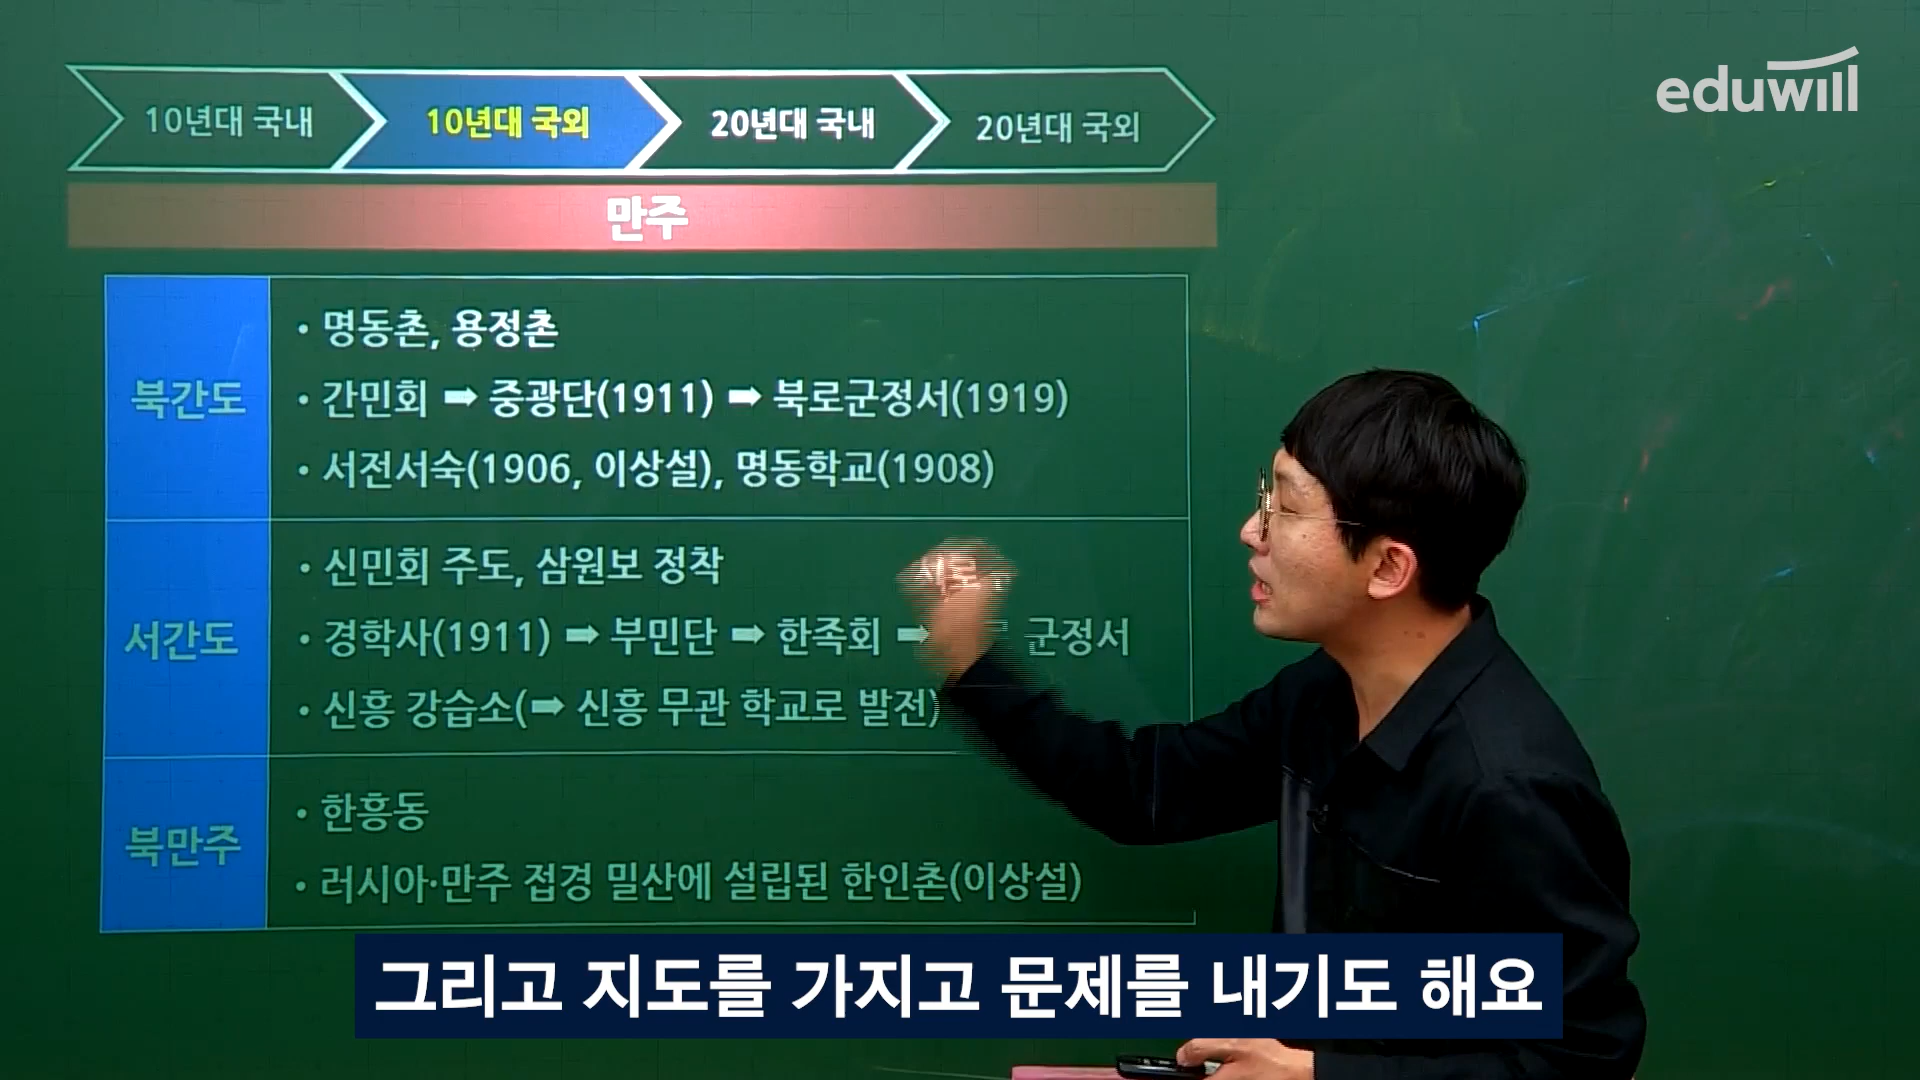 eduwill
10년대 국내 10년대 국외 20년대 국내 20년대 국외
만주
북간도
• 명동촌, 용정촌
• 간민회 ➡ 중광단(1911) ➡ 북로군정서(1919)
• 서전서숙(1906, 이상설), 명동학교(1908)
서간도
• 신민회 주도, 삼원보 정착
• 경학사(1911) ➡ 부민단 ➡ 한족회 ➡ 군정서
• 신흥 강습소(➡ 신흥 무관 학교로 발전)
북만주
• 한흥동
• 러시아·만주 접경 밀산에 설립된 한인촌(이상설)
그리고 지도를 가지고 문제를 내기도 해요